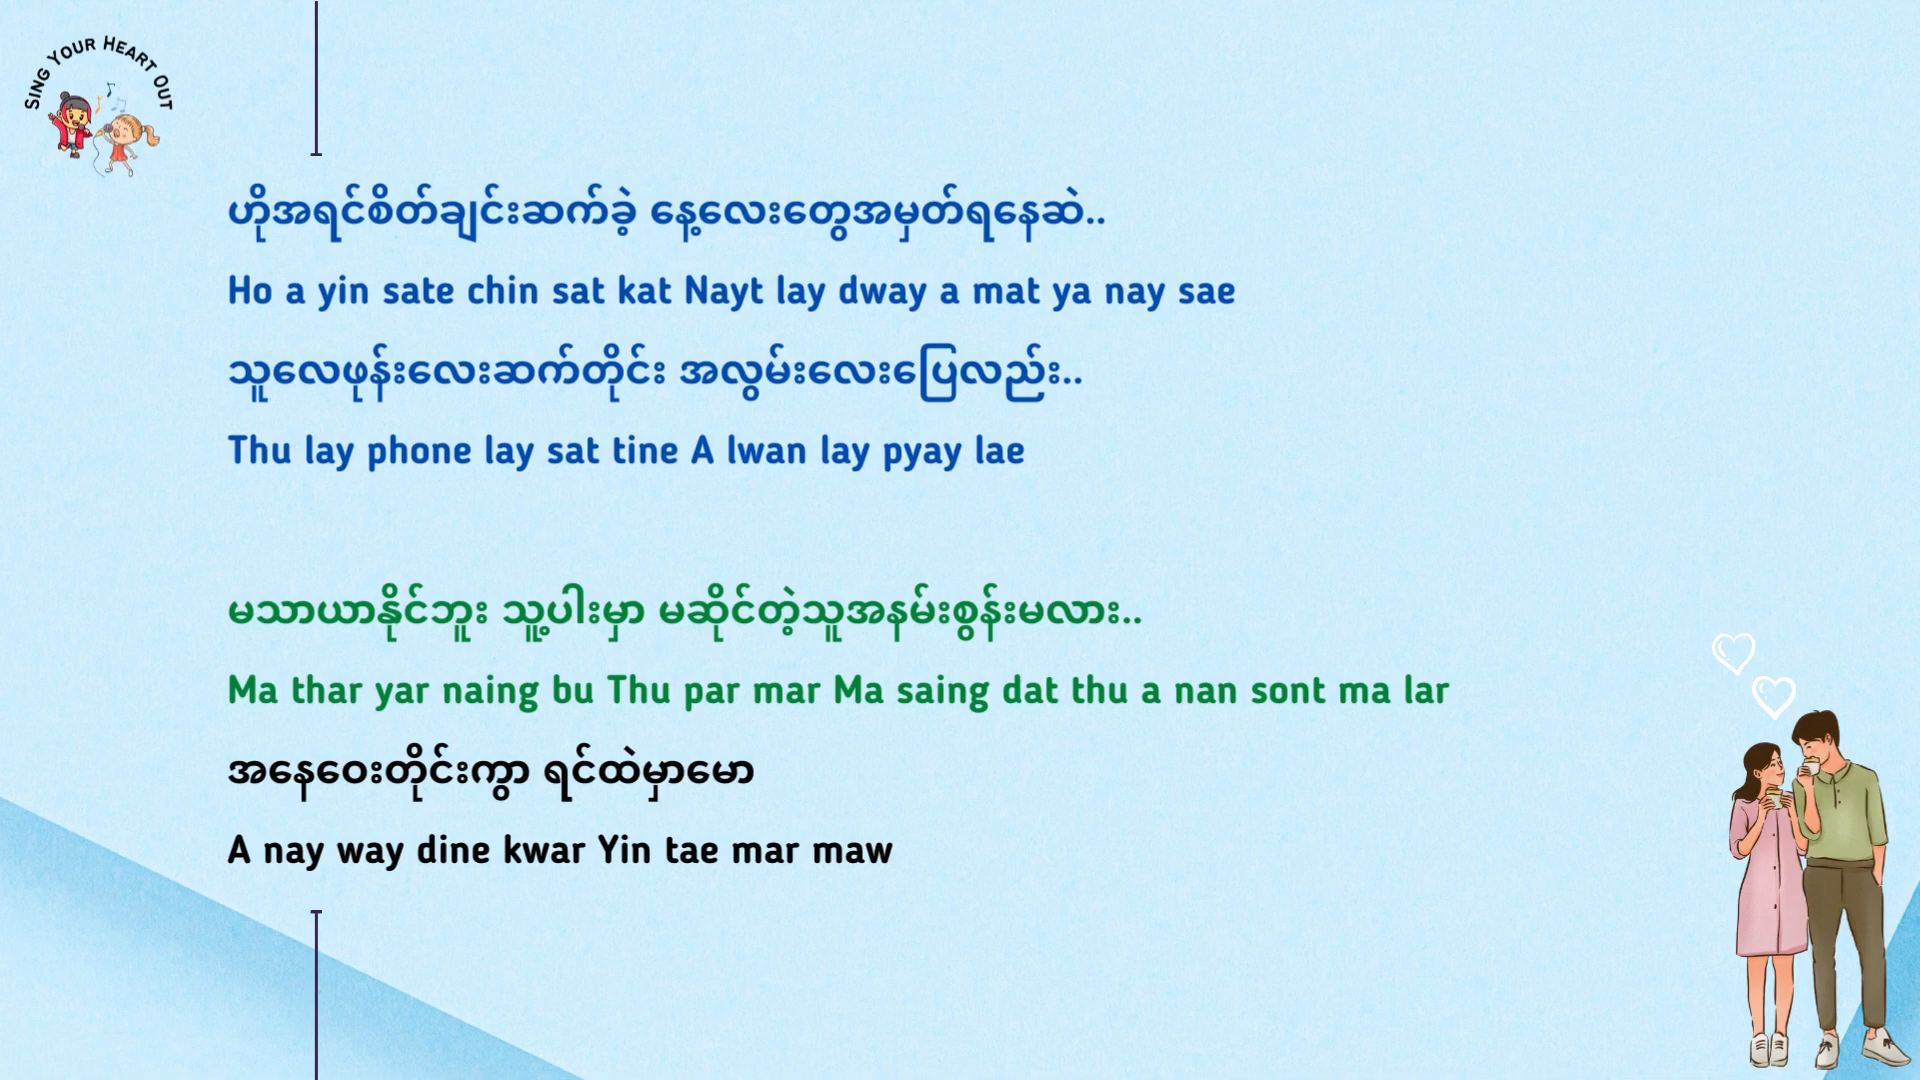 Sing Your Heart Out
ဟိုအရင်စိတ်ချင်းဆက်ခဲ့ နေ့လေးတွေအမှတ်ရနေဆဲ..
Ho a yin sate chin sat kat Nayt lay dway a mat ya nay sae
သူလေဖုန်းလေးဆက်တိုင်း အလွမ်းလေးပြေလည်း..
Thu lay phone lay sat tine A lwan lay pyay lae
မသာယာနိုင်ဘူး သူ့ပါးမှာ မဆိုင်တဲ့သူအနမ်းစွန်းမလား..
Ma thar yar naing bu Thu par mar Ma saing dat thu a nan sont ma lar
အနေဝေးတိုင်းကွာ ရင်ထဲမှာမော
A nay way dine kwar Yin tae mar maw